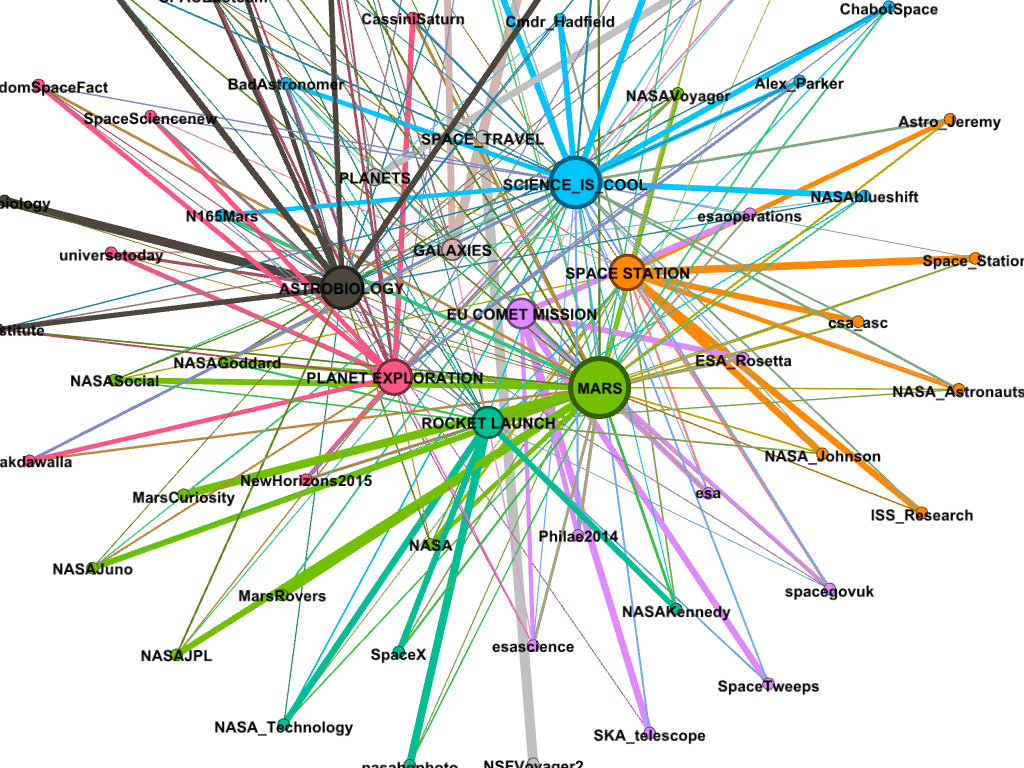 CassiniSaturn
Cmdr_Hadfield
ChabotSpace
domSpaceFact
BadAstronomer
NASAVoyager
Alex_Parker
SpaceSciencenew
Astro_Jeremy
SPACE_TRAVEL
PLANETS
SCIENCE_IS_COOL
NASAblueshift
biology
N165Mars
esaoperations
universetoday
GALAXIES
Space_Station
SPACE STATION
ASTROBIOLOGY
EU COMET MISSION
csa_asc
stitute
NASAGoddard
ESA_Rosetta
NASASocial
PLANET EXPLORATION
MARS
NASA_Astronauts
ROCKET LAUNCH
akdawalla
NASA_Johnson
NewHorizons2015
MarsCuriosity
esa
ISS_Research
Philae2014
NASA
NASAJuno
MarsRovers
spacegovuk
NASAKennedy
esascience
SpaceX
NASAJPL
SpaceTweeps
NASA_Technology
SKA_telescope
nasahqphoto
NSFVoyager2